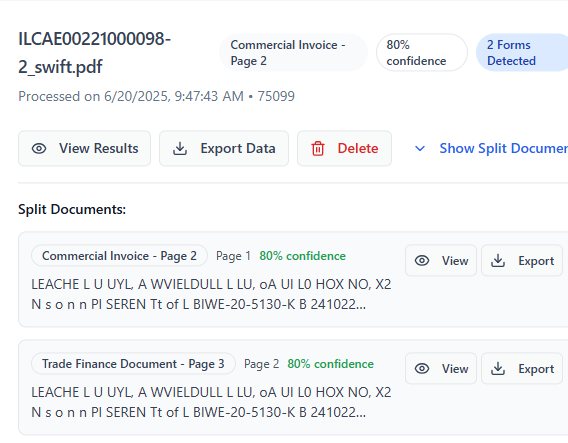 ILCAE00221000098-
2_swift.pdf
Commercial Invoice -
Page 2
80%
confidence
2 Forms
Detected
Processed on 6/20/2025, 9:47:43 AM • 75099
View Results
Export Data
Delete
Show Split Documen
Split Documents:
Commercial Invoice - Page 2 Page 1 80% confidence
View
Export
LEACHE L U UYL, A WVIELDULL L LU, oA UI L0 HOX NO, X2
N s o n n PI SEREN Tt of L BIWE-20-5130-K B 241022...
Trade Finance Document - Page 3 Page 2 80% confidence
View
Export
LEACHE L U UYL, A WVIELDULL L LU, oA UI L0 HOX NO, X2
N s o n n PI SEREN Tt of L BIWE-20-5130-K B 241022...